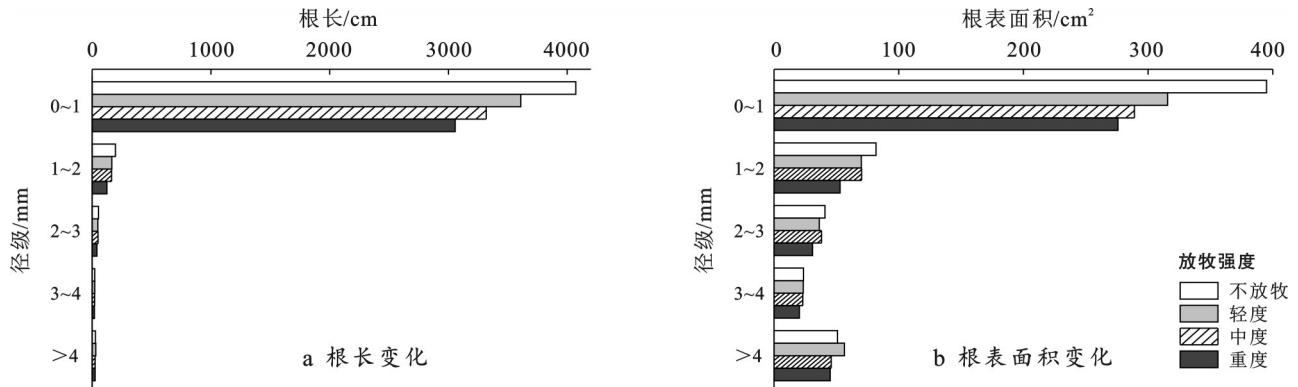 根长/cm
0 1000 2000 3000 4000
径级/mm
0~1
1~2
2~3
3~4
>4
a 根长变化
根表面积/cm²
0 100 200 300 400
径级/mm
0~1
1~2
2~3
3~4
>4
b 根表面积变化
放牧强度
不放牧
轻度
中度
重度